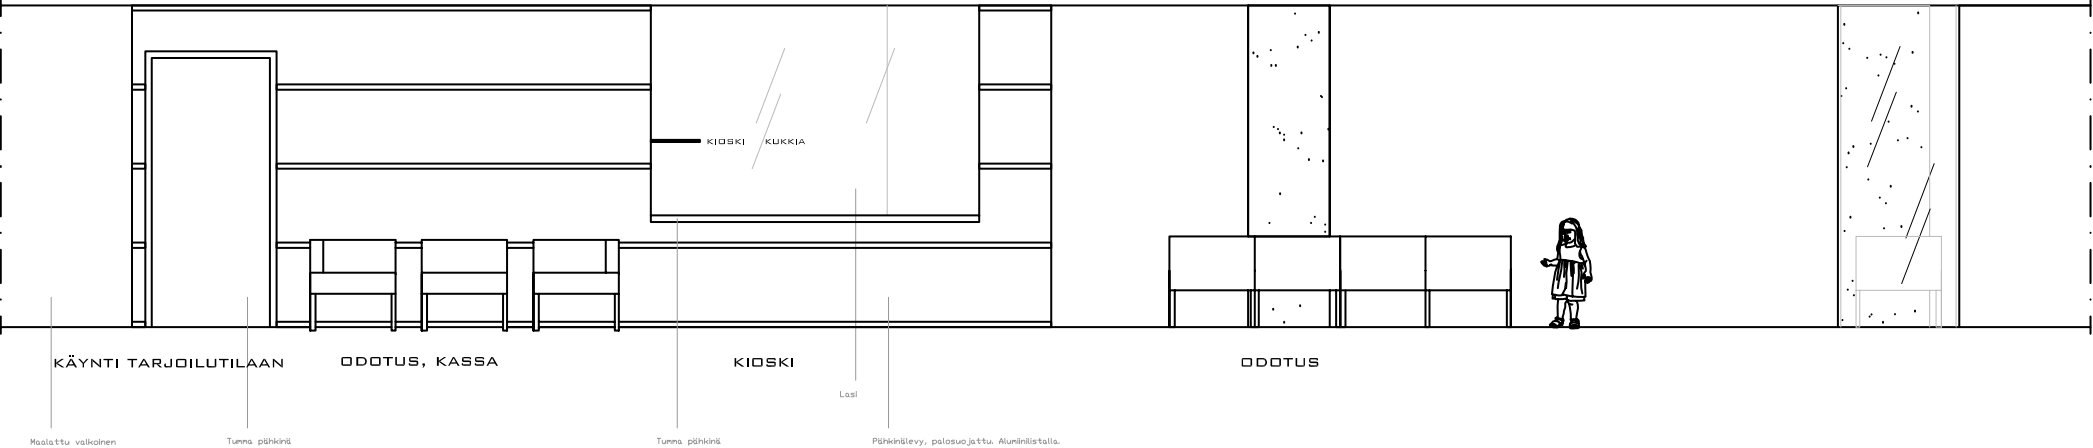 KIOSKI KUKKIA
KÄYNTI TARJOILUTILAAN
ODOTUS, KASSA
KIOSKI
ODOTUS
Lasi
Maalattu valkoinen
Tumma pähkinä
Tumma pähkinä
Pähkinälevy, palosuojattu. Alumiinilistalla.